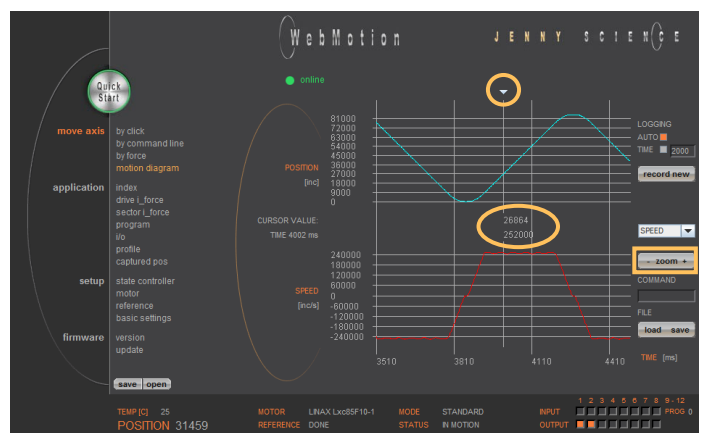 WebMotion
JENNY SCIENCE
online
Quick
Start
move axis
by click
by command line
by force
motion diagram
application
index
drive i_force
sector i_force
program
i/o
profile
captured pos
setup
state controller
motor
reference
basic settings
firmware
version
update
save open
POSITION
[inc]
81000
72000
63000
54000
45000
36000
27000
18000
9000
0
CURSOR VALUE:
TIME 4002 ms
26864
252000
SPEED
[inc/s]
240000
180000
120000
60000
0
-60000
-120000
-180000
-240000
3510 3810 4110 4410 TIME [ms]
LOGGING
AUTO
TIME 2000
record new
SPEED
- zoom +
COMMAND
FILE
load save
TEMP [C] 25
POSITION 31459
MOTOR LINAX Lxc85F10-1
REFERENCE DONE
MODE STANDARD
STATUS IN MOTION
1 2 3 4 5 6 7 8 9-12
INPUT PROG 0
OUTPUT